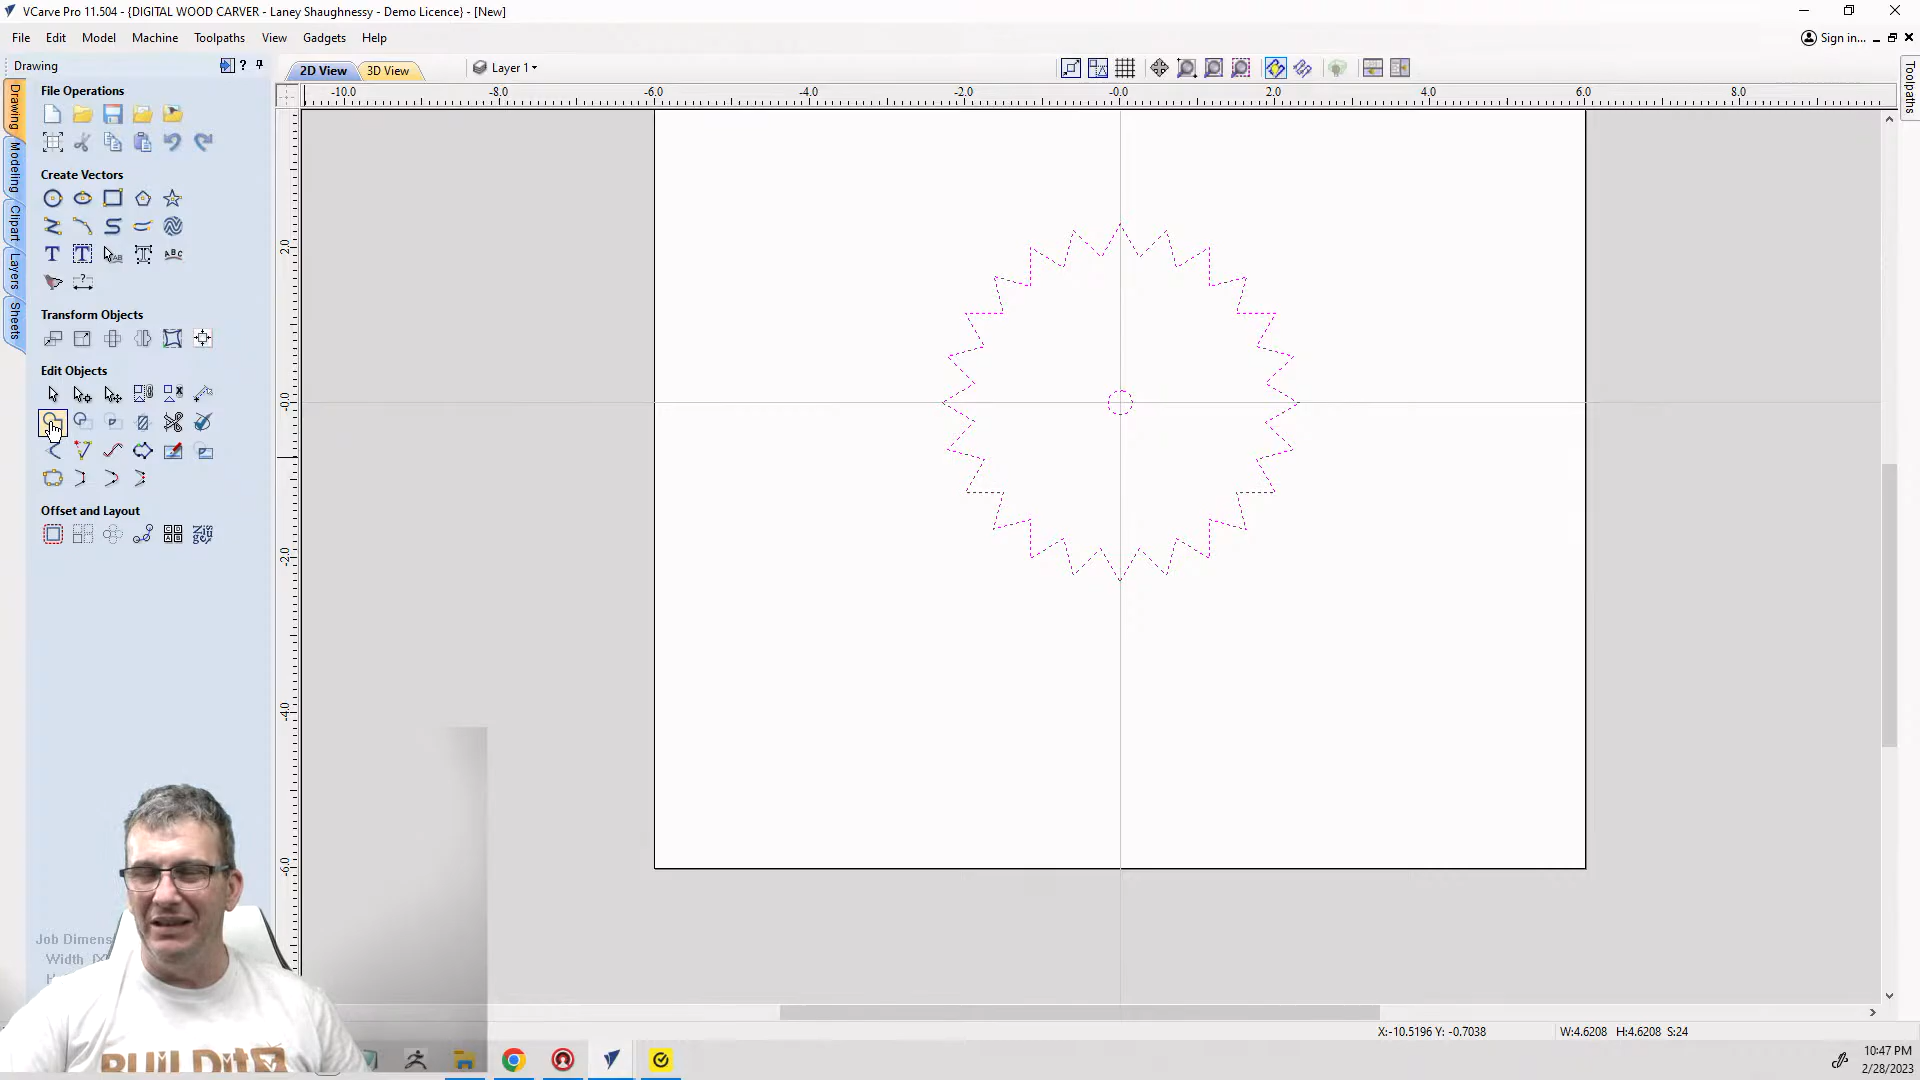 VCarve Pro 11.504 - {DIGITAL WOOD CARVER - Laney Shaughnessy - Demo Licence} - [New]
File Edit Model Machine Toolpaths View Gadgets Help
Sign in...
Drawing
2D View 3D View Layer 1
File Operations
Create Vectors
Transform Objects
Edit Objects
Offset and Layout
Drawing
Modeling
Clipart
Layers
Sheets
Toolpaths
-10.0 -8.0 -6.0 -4.0 -2.0 -0.0 2.0 4.0 6.0 8.0
2.0
-0.0
-2.0
-4.0
-6.0
Job Dimens
Width (X
BUILDit
X:-10.5196 Y: -0.7038
W:4.6208 H:4.6208 S:24
10:47 PM
2/28/2023